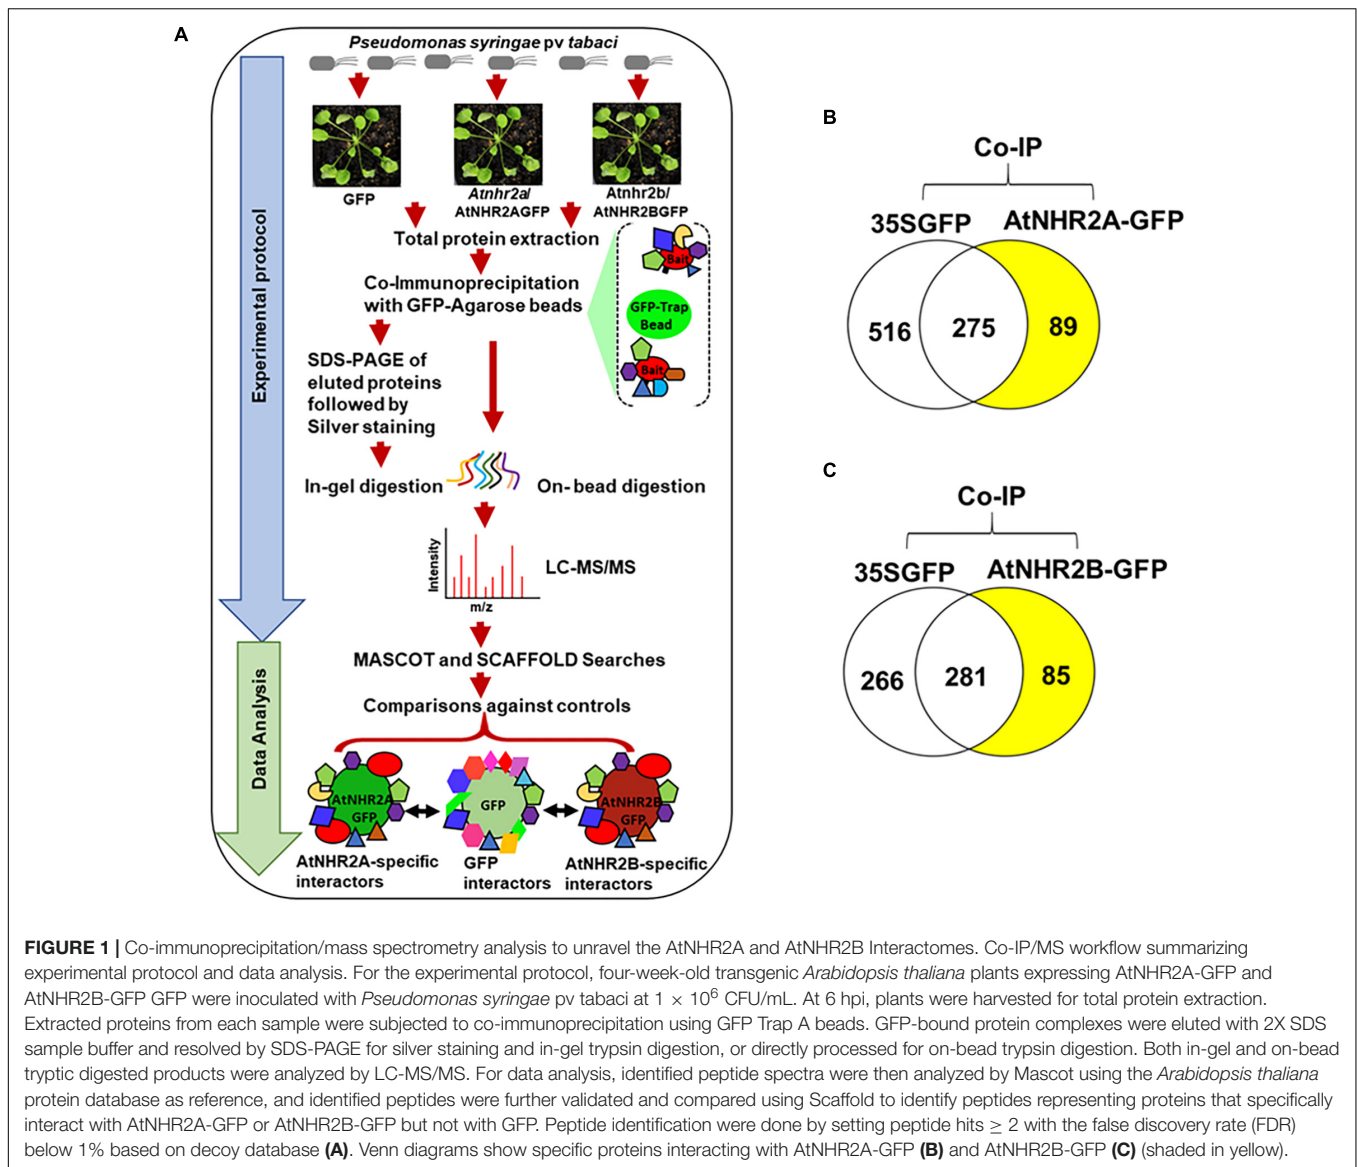 A
Pseudomonas syringae pv tabaci
GFP
Atnhr2a/
AtNHR2AGFP
Atnhr2b/
AtNHR2BGFP
Total protein extraction
Co-Immunoprecipitation
with GFP-Agarose beads
Bait
GFP-Trap
Bead
Bait
SDS-PAGE of
eluted proteins
followed by
Silver staining
In-gel digestion
On- bead digestion
Intensity
m/z
LC-MS/MS
MASCOT and SCAFFOLD Searches
Comparisons against controls
AtNHR2A
GFP
GFP
AtNHR2B
GFP
AtNHR2A-specific
interactors
GFP
interactors
AtNHR2B-specific
interactors
Experimental protocol
Data Analysis
B
Co-IP
35SGFP
AtNHR2A-GFP
516
275
89
C
Co-IP
35SGFP
AtNHR2B-GFP
266
281
85
FIGURE 1 | Co-immunoprecipitation/mass spectrometry analysis to unravel the AtNHR2A and AtNHR2B Interactomes. Co-IP/MS workflow summarizing
experimental protocol and data analysis. For the experimental protocol, four-week-old transgenic Arabidopsis thaliana plants expressing AtNHR2A-GFP and
AtNHR2B-GFP GFP were inoculated with Pseudomonas syringae pv tabaci at 1 × 10⁶ CFU/mL. At 6 hpi, plants were harvested for total protein extraction.
Extracted proteins from each sample were subjected to co-immunoprecipitation using GFP Trap A beads. GFP-bound protein complexes were eluted with 2X SDS
sample buffer and resolved by SDS-PAGE for silver staining and in-gel trypsin digestion, or directly processed for on-bead trypsin digestion. Both in-gel and on-bead
tryptic digested products were analyzed by LC-MS/MS. For data analysis, identified peptide spectra were then analyzed by Mascot using the Arabidopsis thaliana
protein database as reference, and identified peptides were further validated and compared using Scaffold to identify peptides representing proteins that specifically
interact with AtNHR2A-GFP or AtNHR2B-GFP but not with GFP. Peptide identification were done by setting peptide hits ≥ 2 with the false discovery rate (FDR)
below 1% based on decoy database (A). Venn diagrams show specific proteins interacting with AtNHR2A-GFP (B) and AtNHR2B-GFP (C) (shaded in yellow).